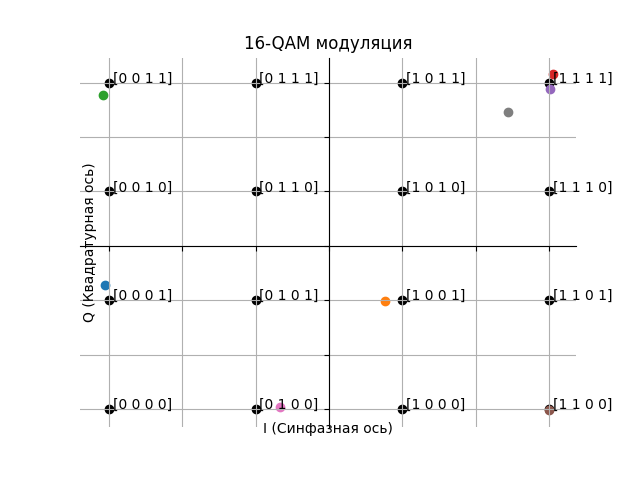 16-QAM модуляция
[0 0 1 1] [0 1 1 1] [1 0 1 1] [1 1 1 1]
[0 0 1 0] [0 1 1 0] [1 0 1 0] [1 1 1 0]
Q (Квадратурная ось)
[0 0 0 1] [0 1 0 1] [1 0 0 1] [1 1 0 1]
[0 0 0 0] [0 1 0 0] [1 0 0 0] [1 1 0 0]
I (Синфазная ось)